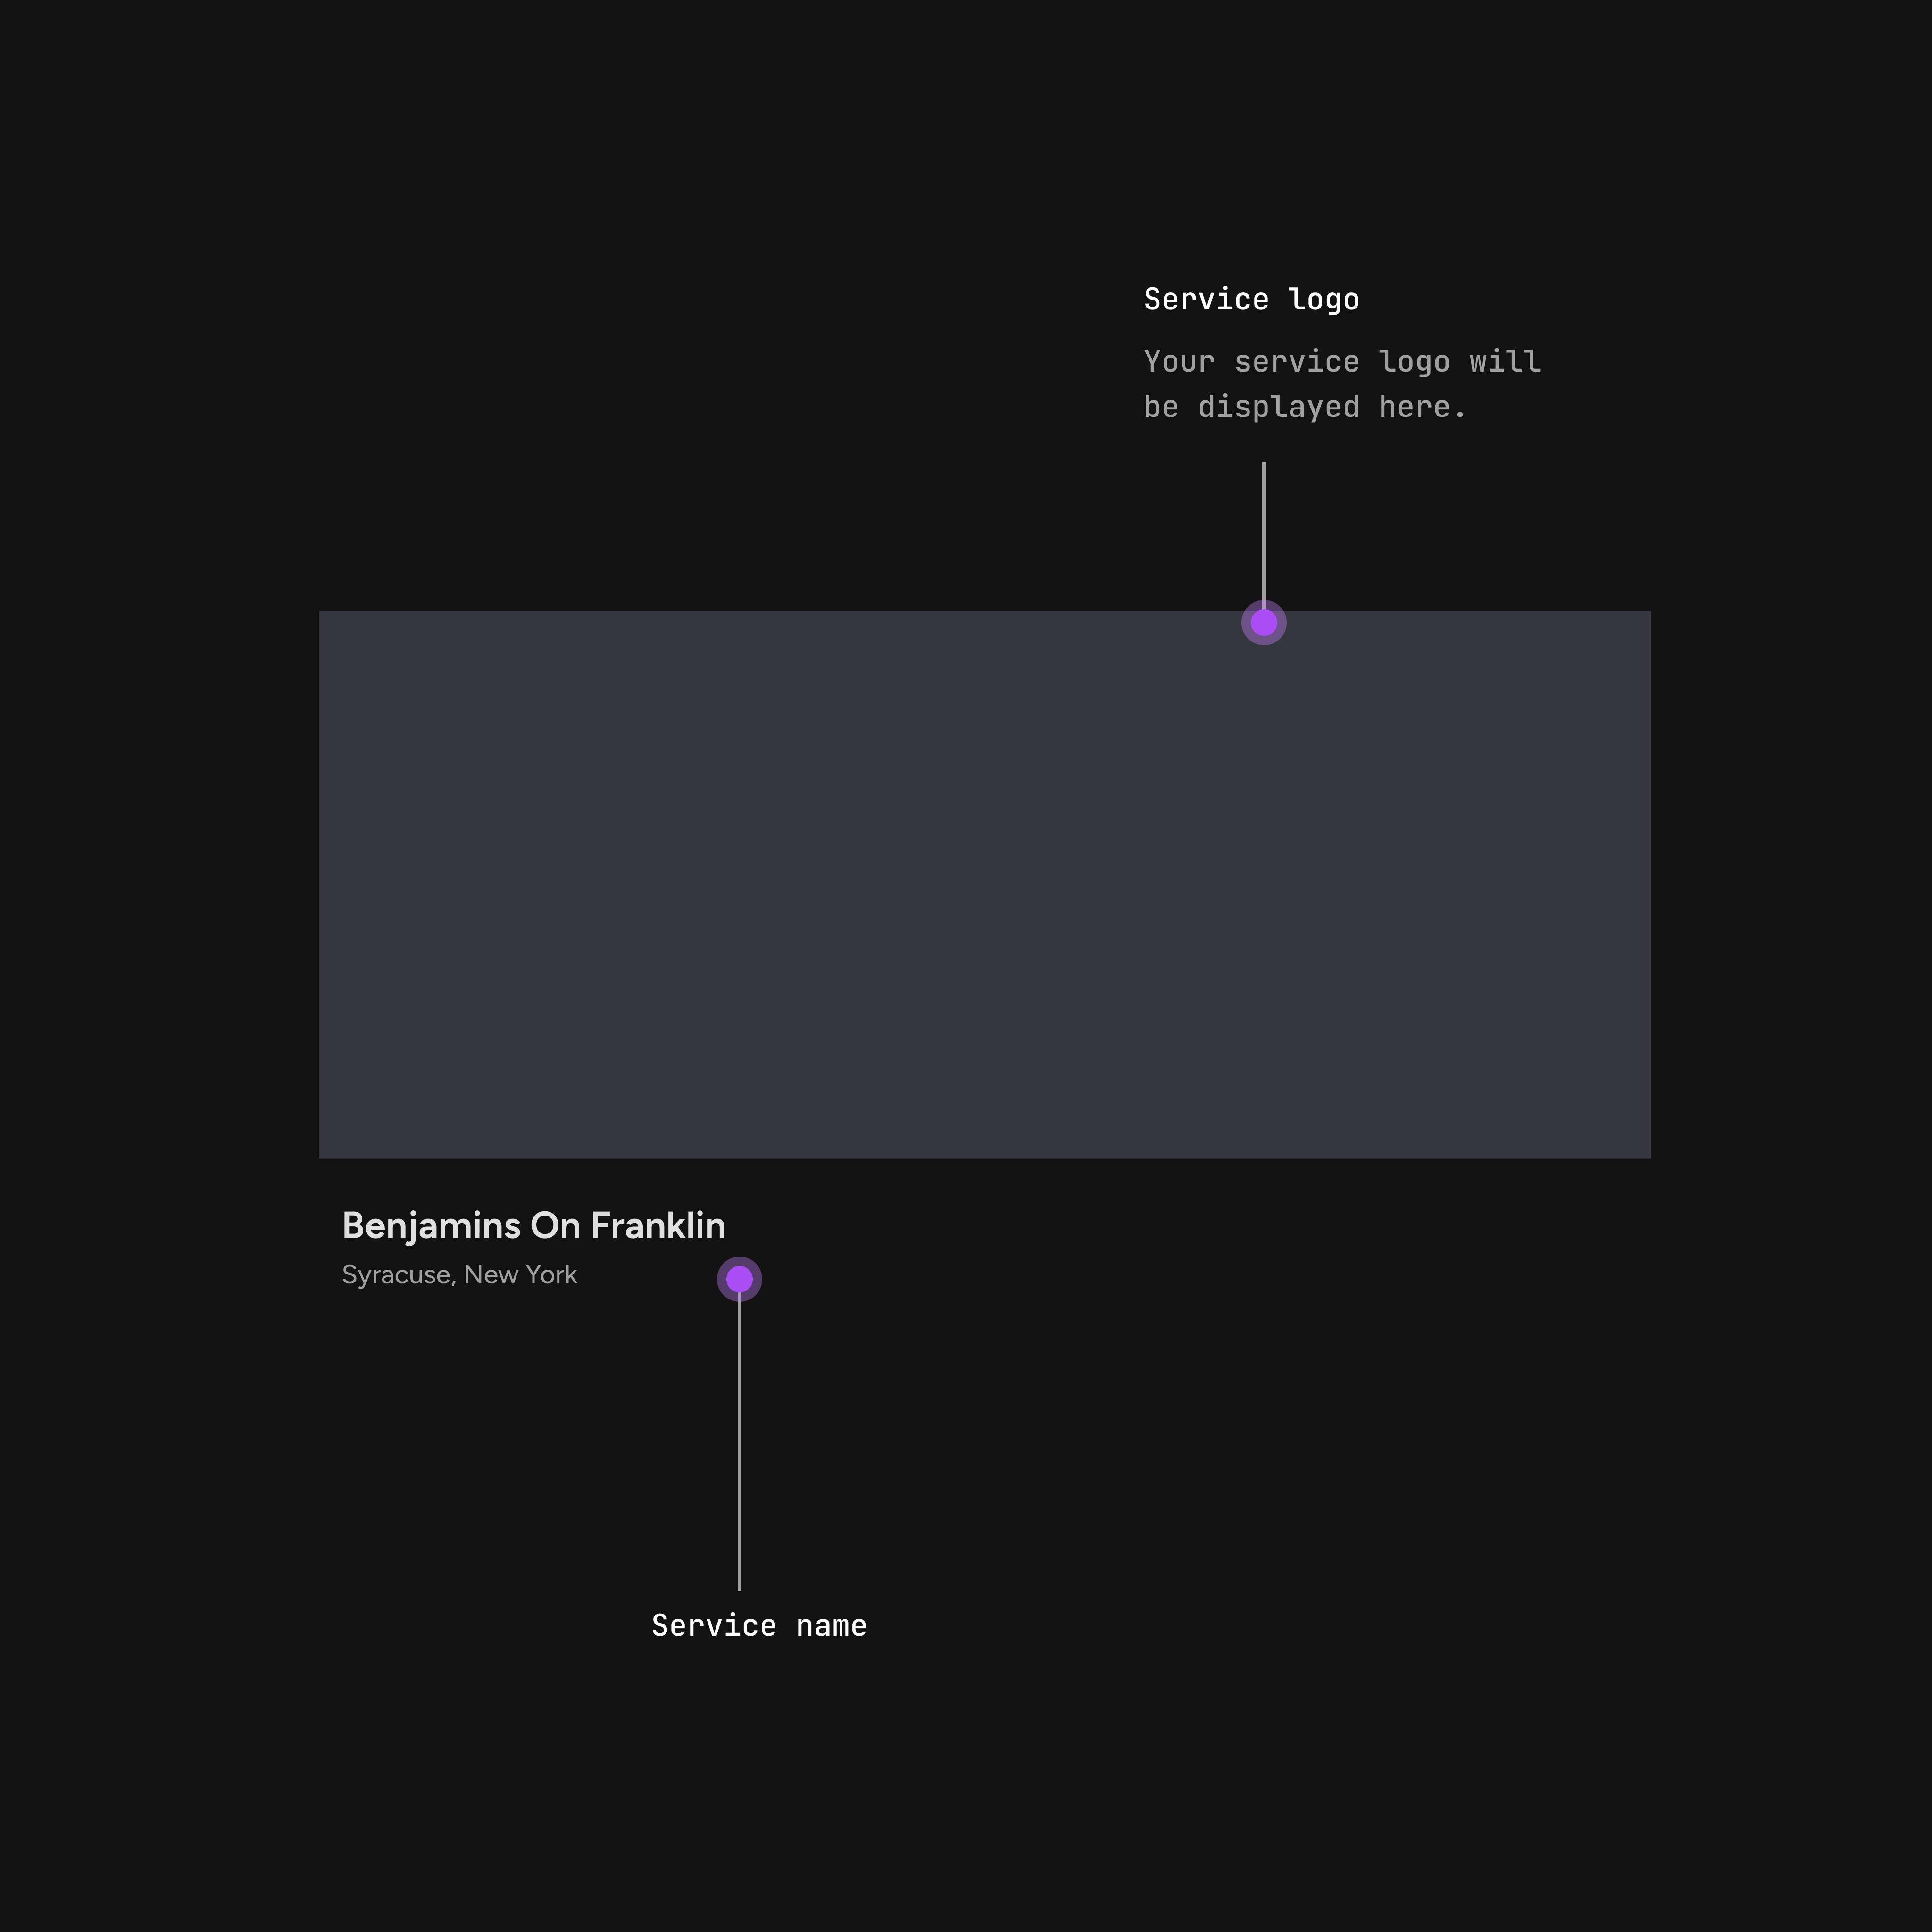 Service logo
Your service logo will
be displayed here.
Benjamins On Franklin
Syracuse, New York
Service name